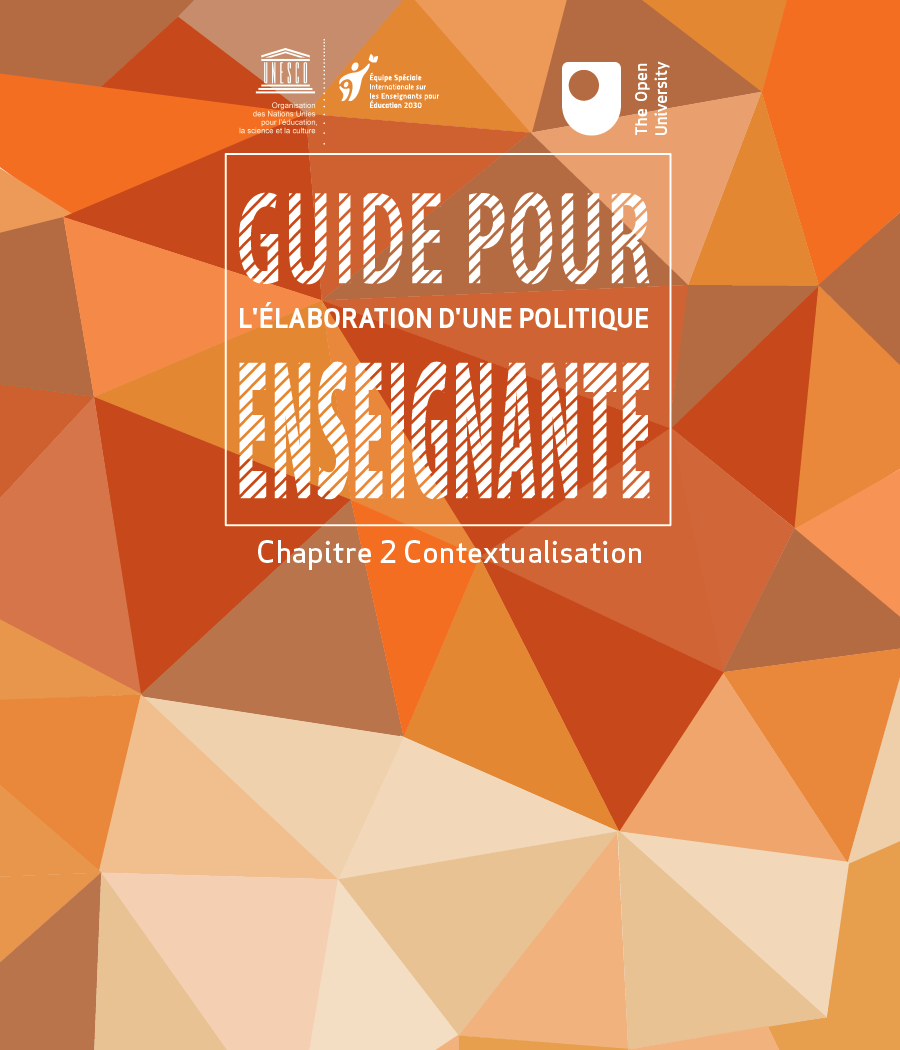 UNESCO
Organisation
des Nations Unies
pour l'éducation,
la science et la culture
Équipe Spéciale
Internationale sur
les Enseignants pour
Éducation 2030
The Open
University
GUIDE POUR
L'ÉLABORATION D'UNE POLITIQUE
ENSEIGNANTE
Chapitre 2 Contextualisation